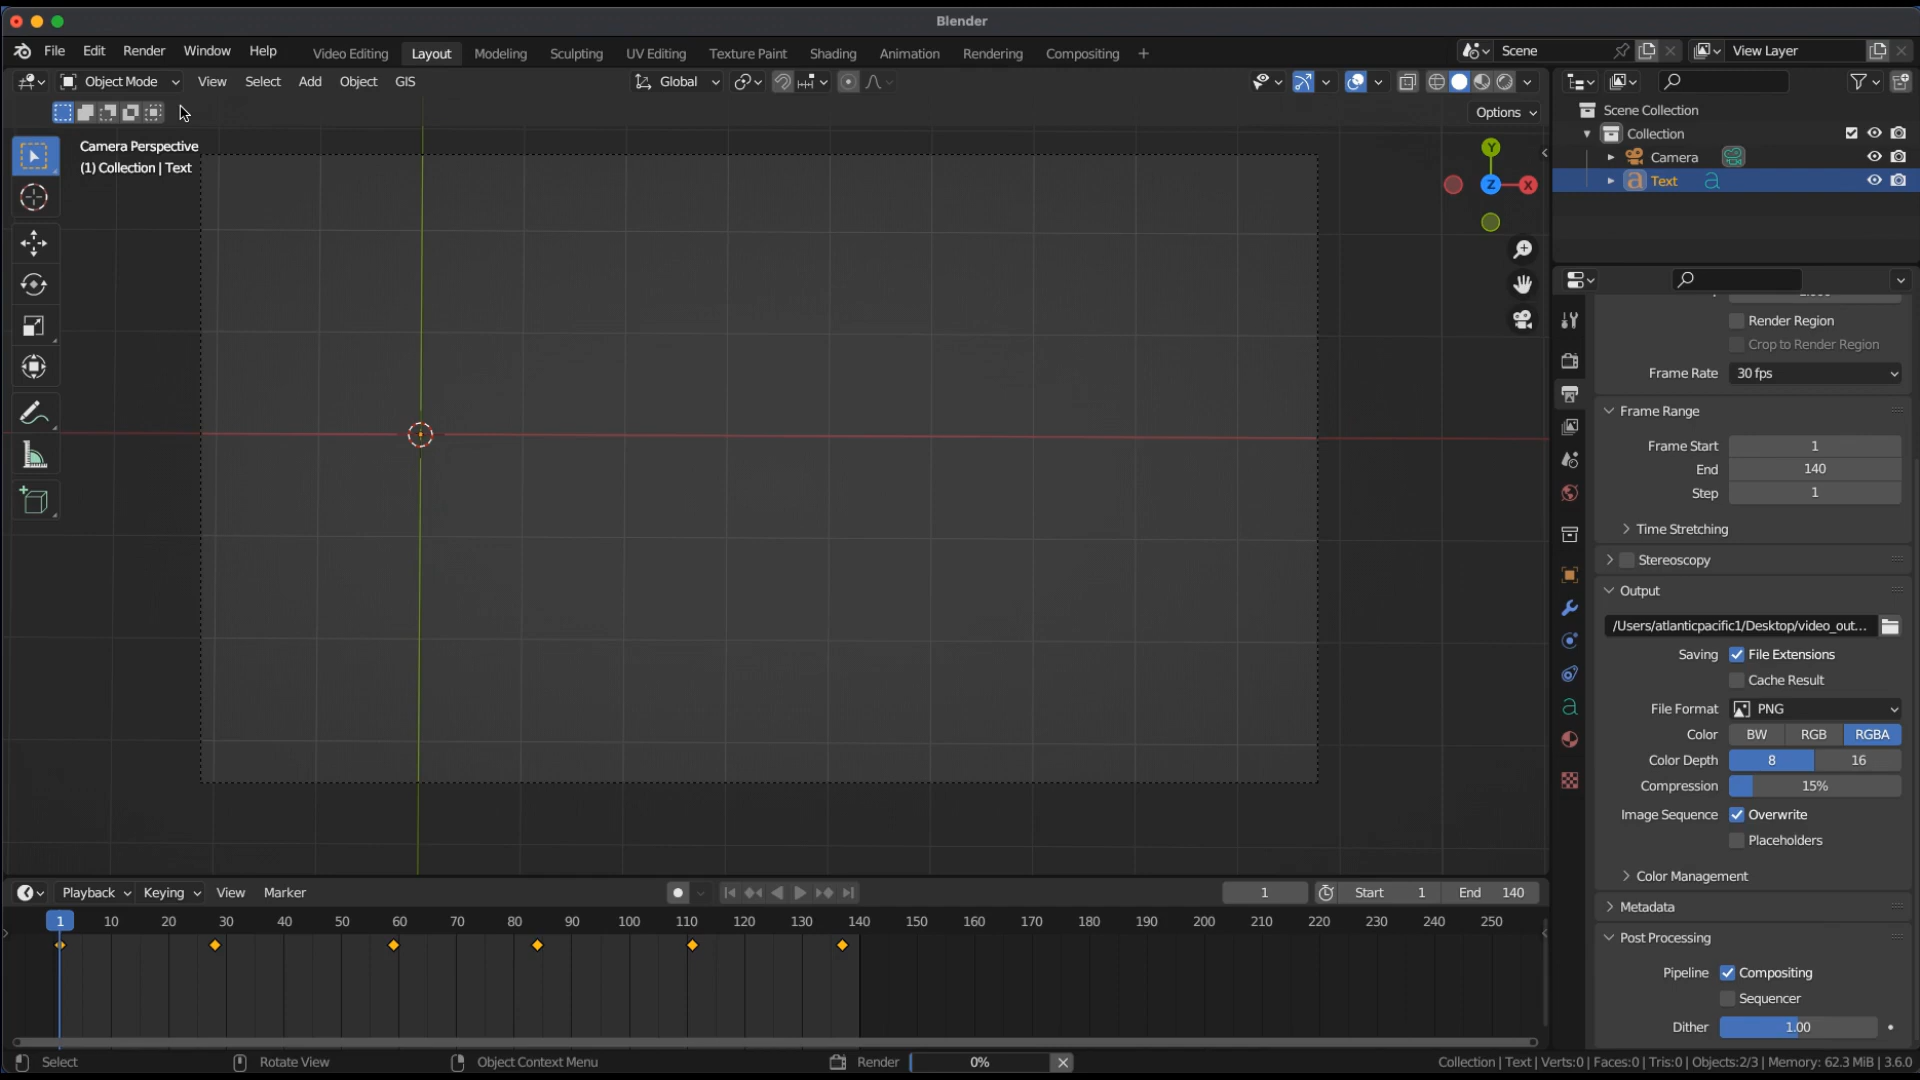 Blender
File Edit Render Window Help Video Editing Layout Modeling Sculpting UV Editing Texture Paint Shading Animation Rendering Compositing + Scene View Layer
Object Mode View Select Add Object GIS Global
Options
Camera Perspective
(1) Collection | Text
Y
Z X
Scene Collection
Collection
Camera
Text
Render Region
Crop to Render Region
Frame Rate 30 fps
Frame Range
Frame Start 1
End 140
Step 1
Time Stretching
Stereoscopy
Output
/Users/atlanticpacific1/Desktop/video_out...
Saving File Extensions
Cache Result
File Format PNG
Color BW RGB RGBA
Color Depth 8 16
Compression 15%
Image Sequence Overwrite
Placeholders
Color Management
Metadata
Post Processing
Pipeline Compositing
Sequencer
Dither 1.00
Playback Keying View Marker 1 Start 1 End 140
1 10 20 30 40 50 60 70 80 90 100 110 120 130 140 150 160 170 180 190 200 210 220 230 240 250
Select Rotate View Object Context Menu Render 0% Collection | Text | Verts:0 | Faces:0 | Tris:0 | Objects:2/3 | Memory: 62.3 MiB | 3.6.0